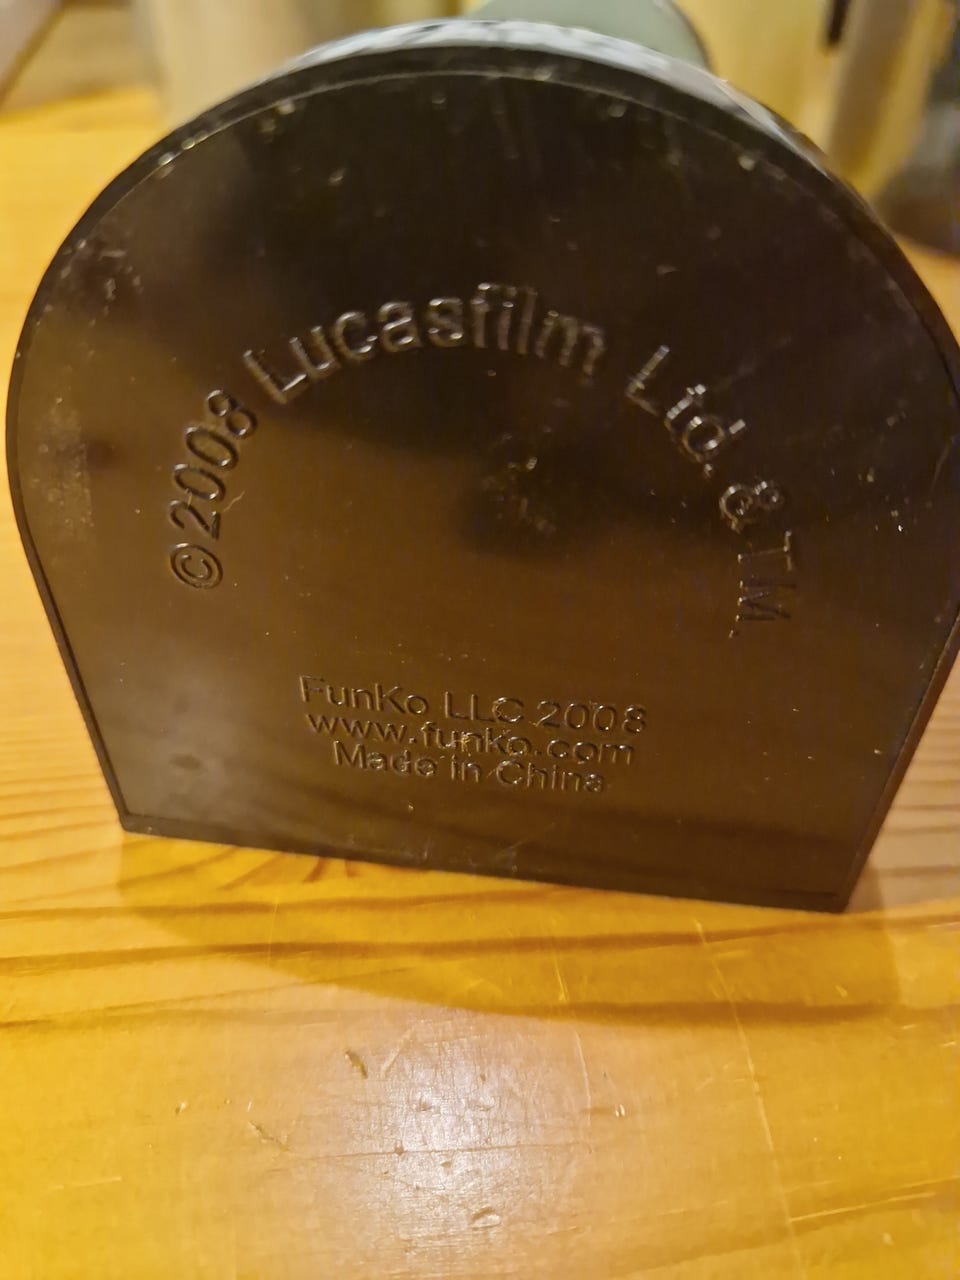 ©2008 Lucasfilm Ltd. & TM.
FunKo LLC 2008
www.funko.com
Made in China